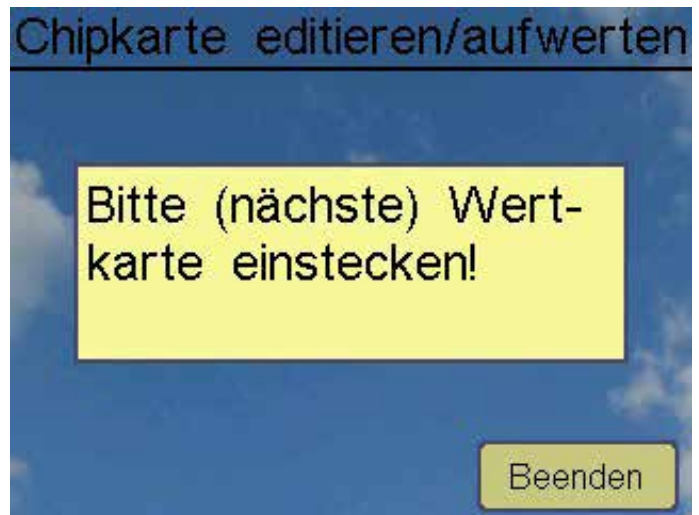 Chipkarte editieren/aufwerten
Bitte (nächste) Wert-
karte einstecken!
Beenden